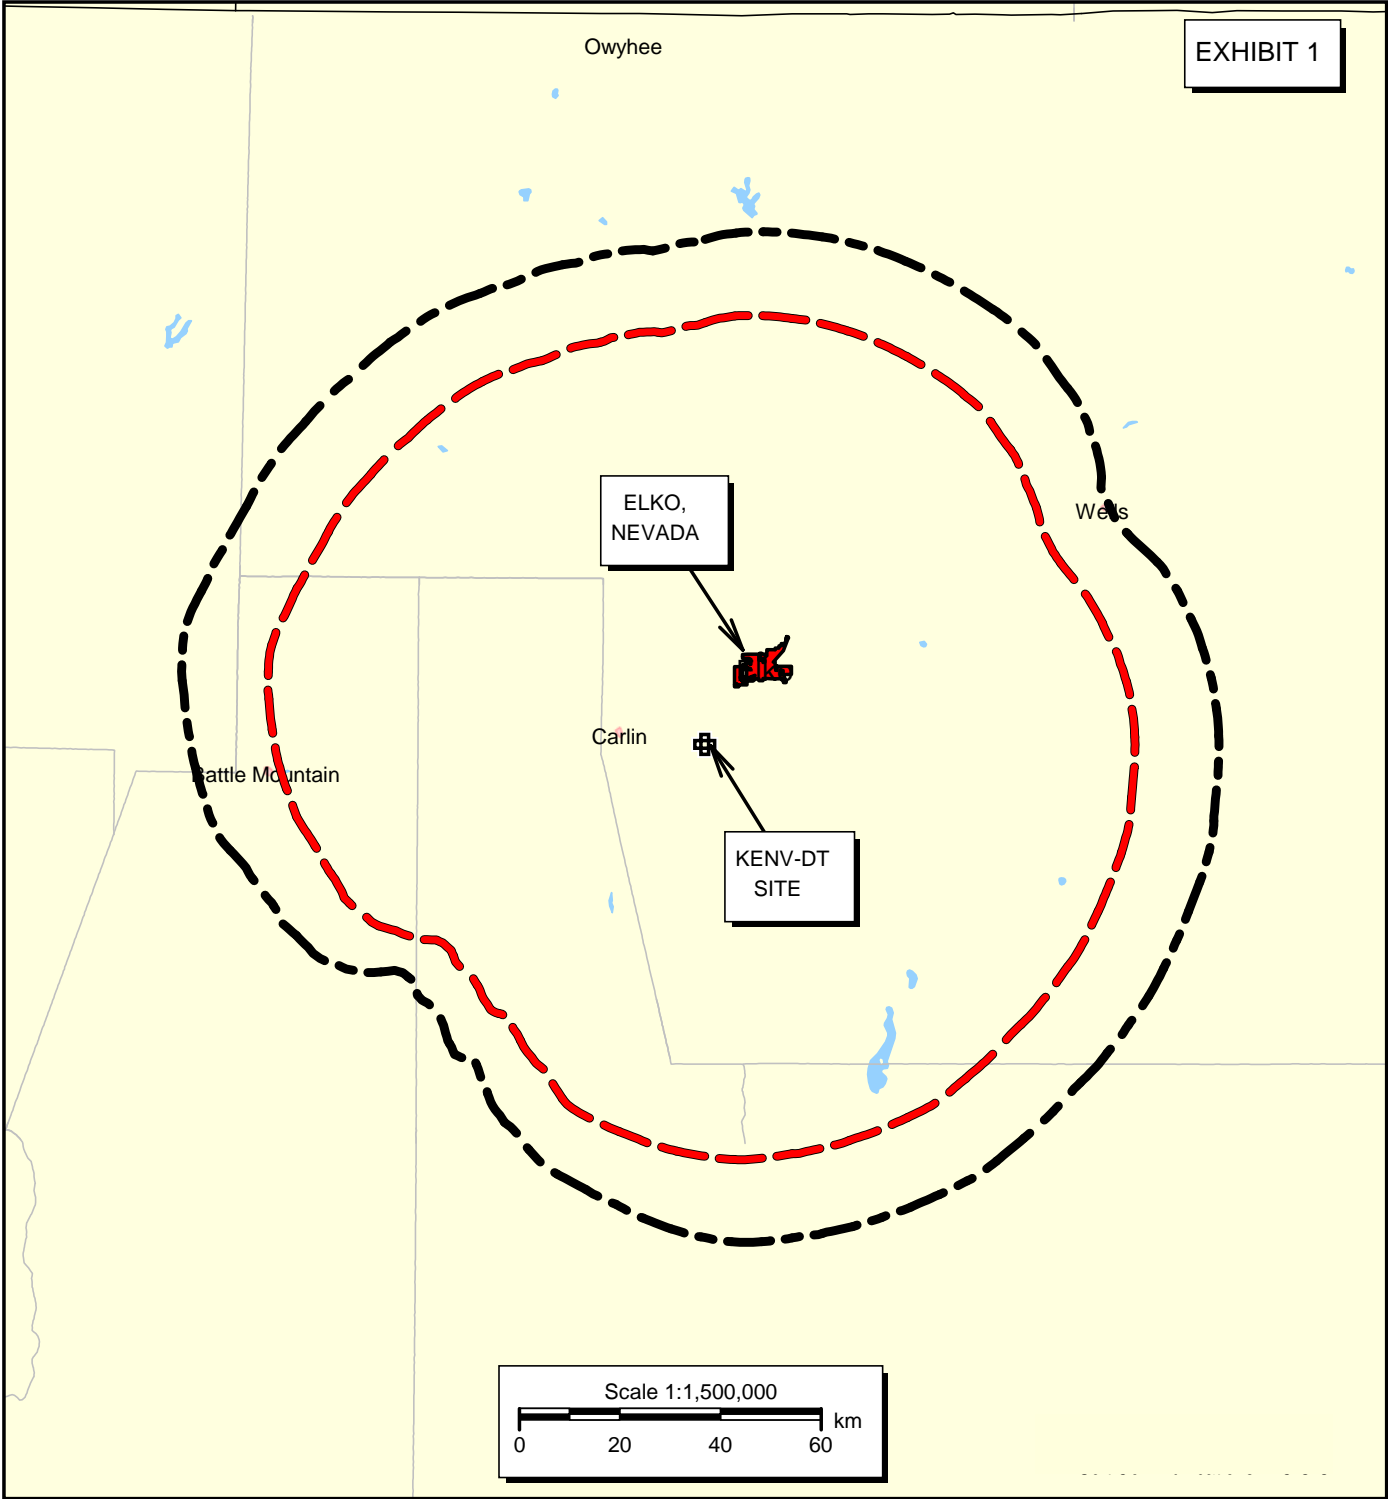 Owyhee
EXHIBIT 1
ELKO,
NEVADA
Wells
Carlin
Battle Mountain
KENV-DT
SITE
Scale 1:1,500,000
km
0 20 40 60